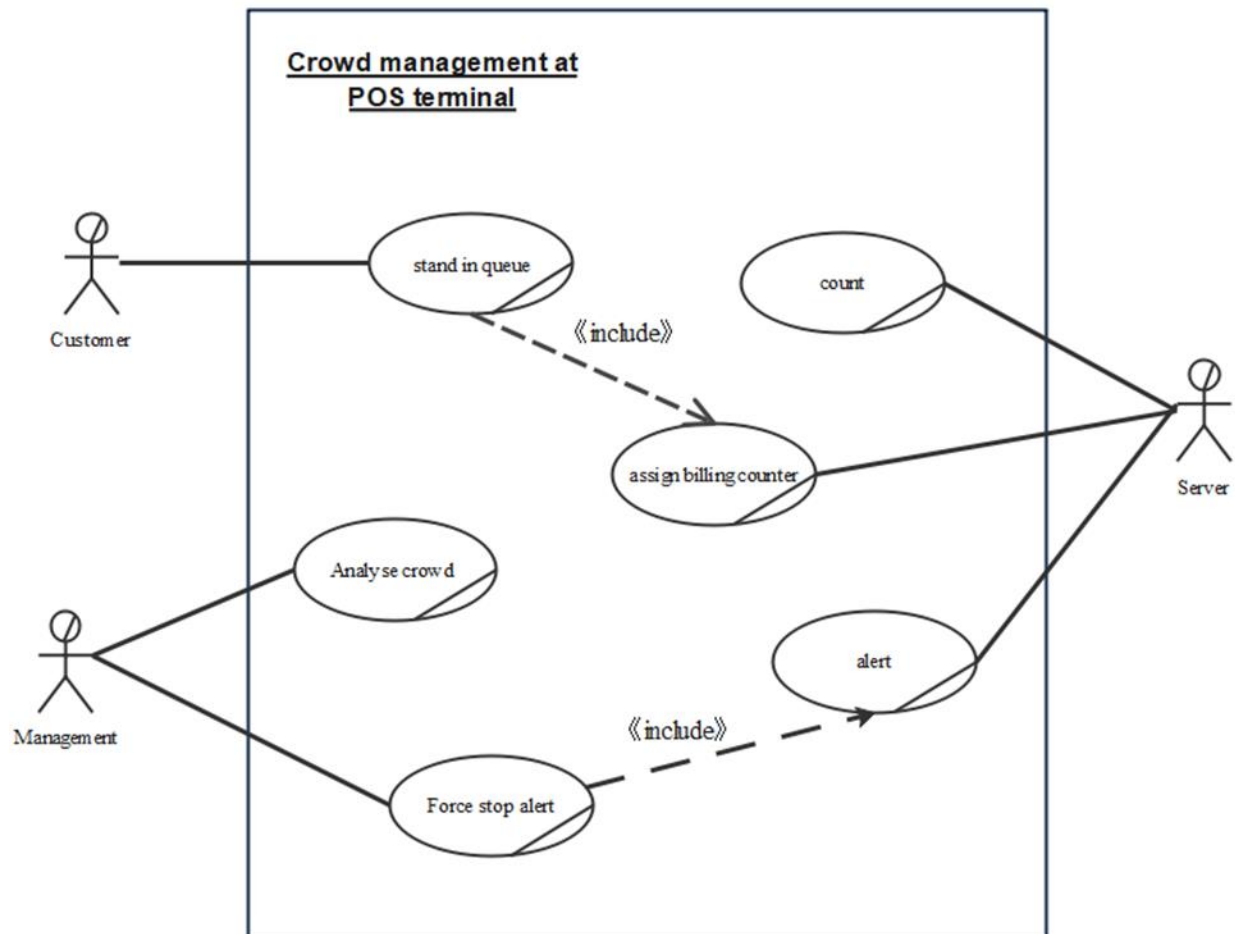 Crowd management at
POS terminal
stand in queue
count
Customer
《include》
assign billing counter
Server
Analyse crowd
alert
Management
《include》
Force stop alert